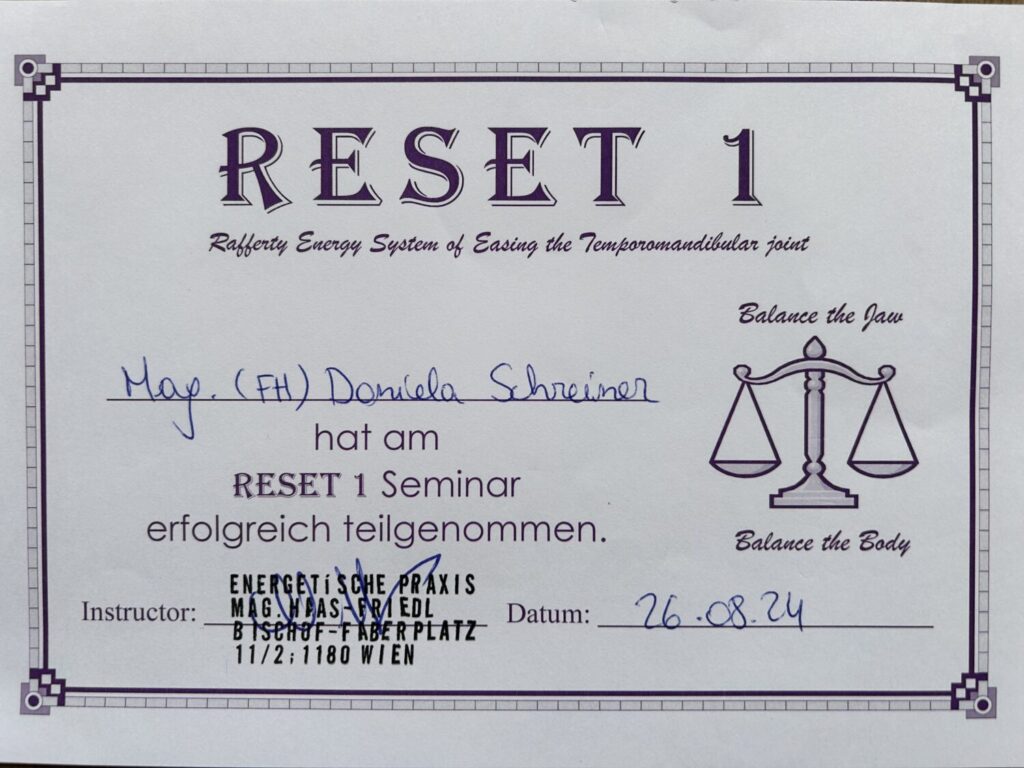 RESET 1
Rafferty Energy System of Easing the Temporomandibular joint
Balance the Jaw
Mag. (FH) Daniela Schreiner
hat am
RESET 1 Seminar
erfolgreich teilgenommen.
Balance the Body
ENERGETiSCHE PRAXIS
MAG. HAAS-FRIEDL
BISCHOF-FABERPLATZ
11/2; 1180 WIEN
Instructor:
Datum: 26.08.24